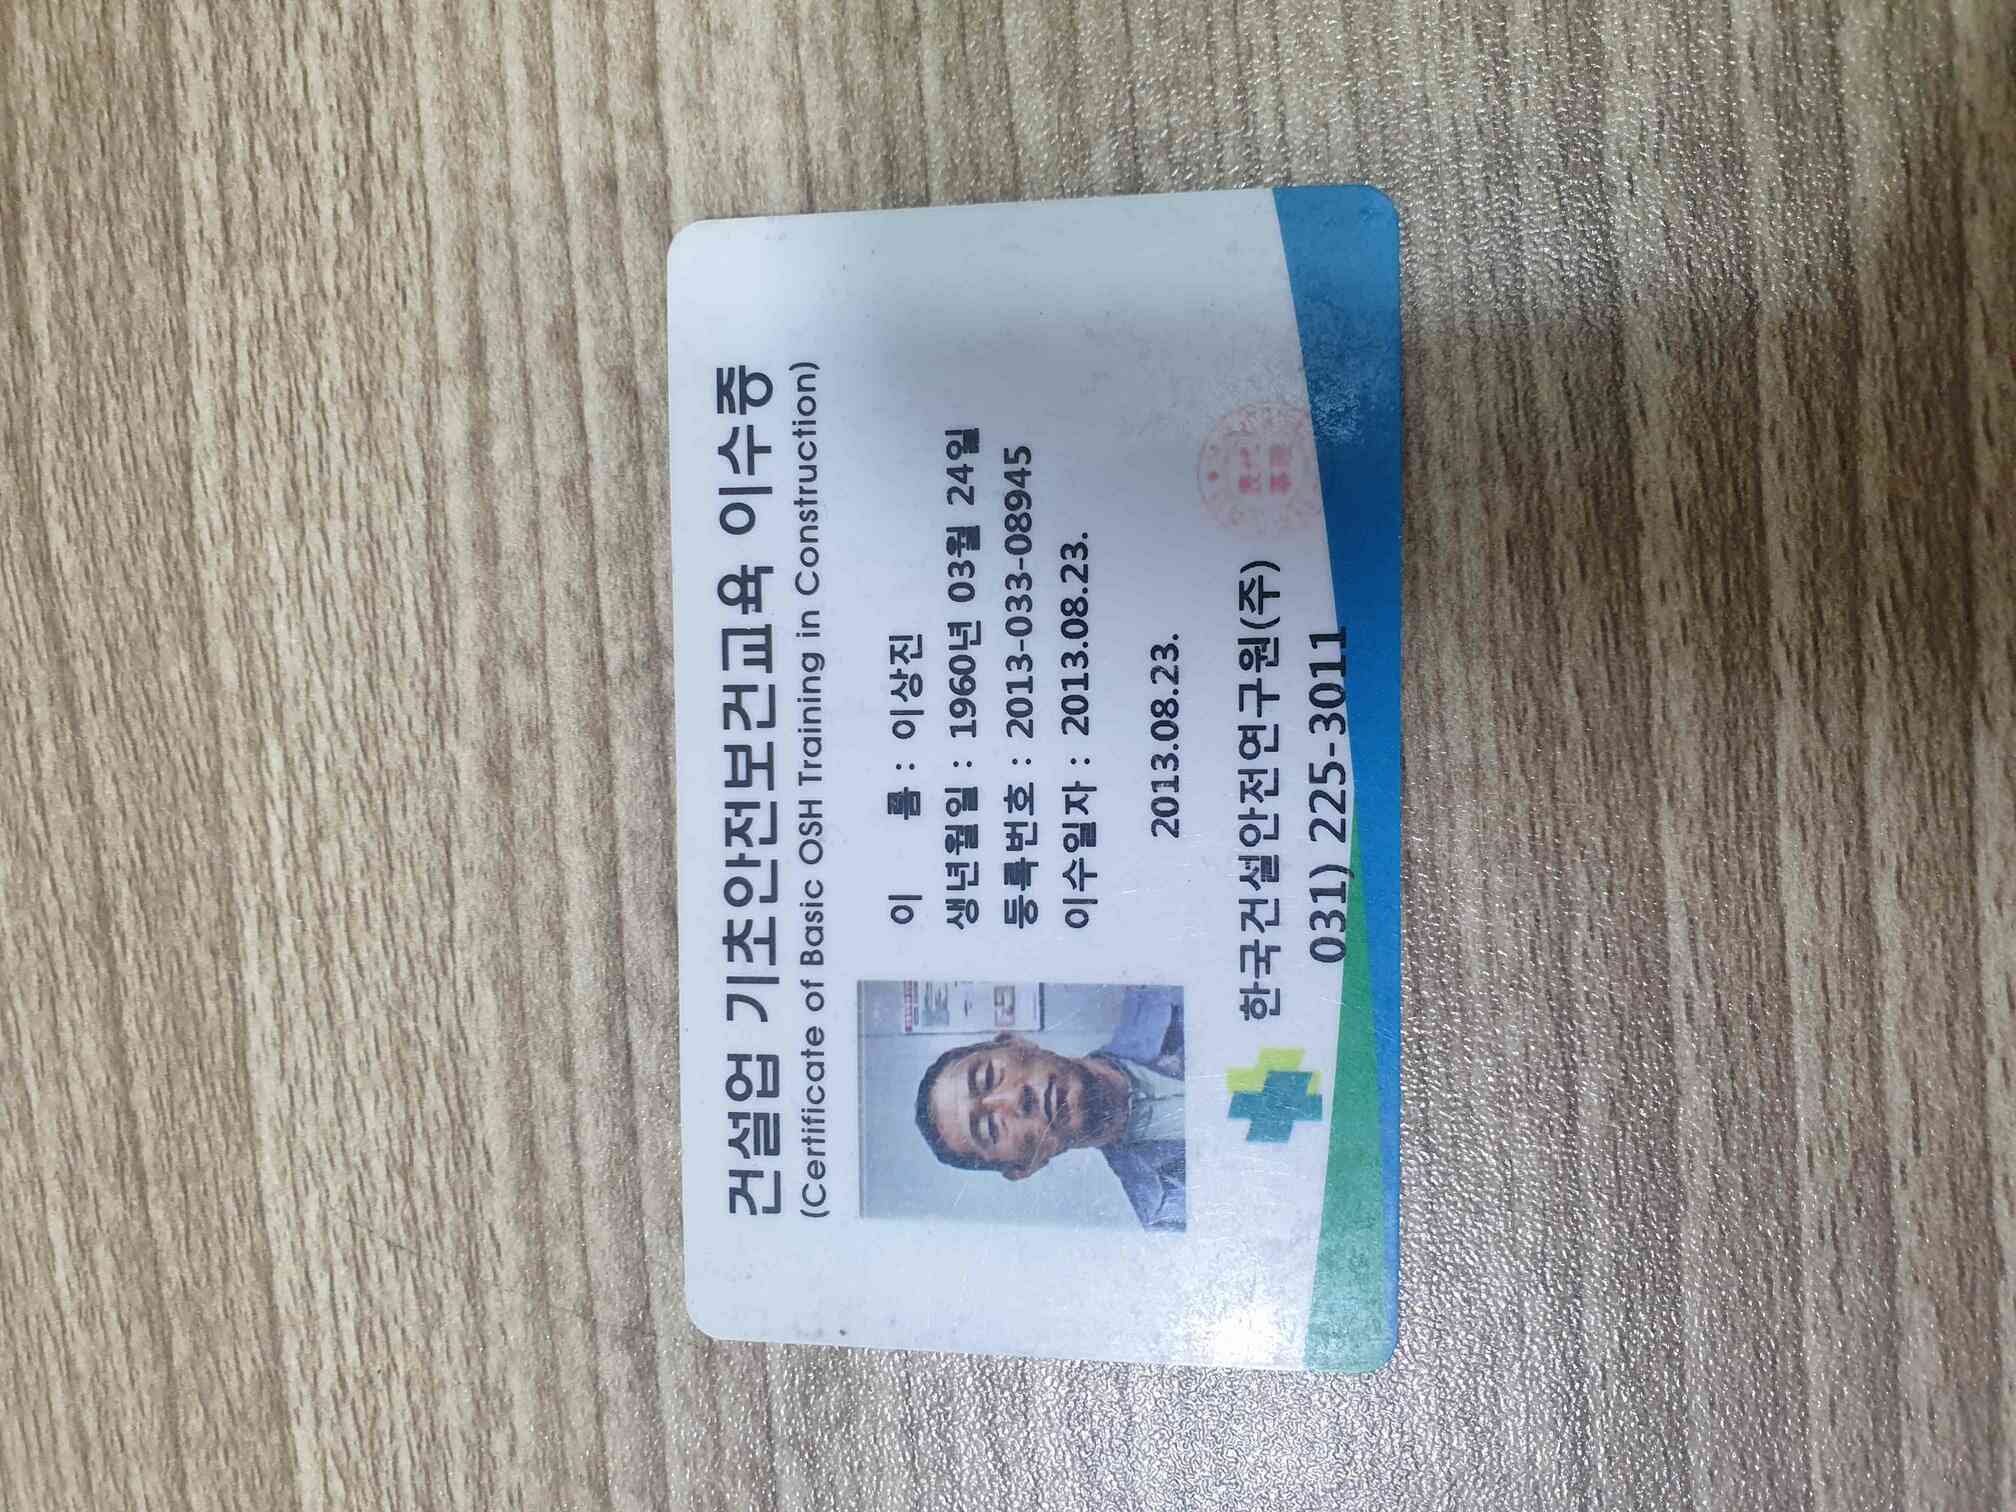 건설업 기초안전보건교육 이수증
(Certificate of Basic OSH Training in Construction)
이 름 : 이상진
생년월일 : 1960년 03월 24일
등록번호 : 2013-033-08945
이수일자 : 2013.08.23.
2013.08.23.
한국건설안전연구원(주)
031) 225-3011